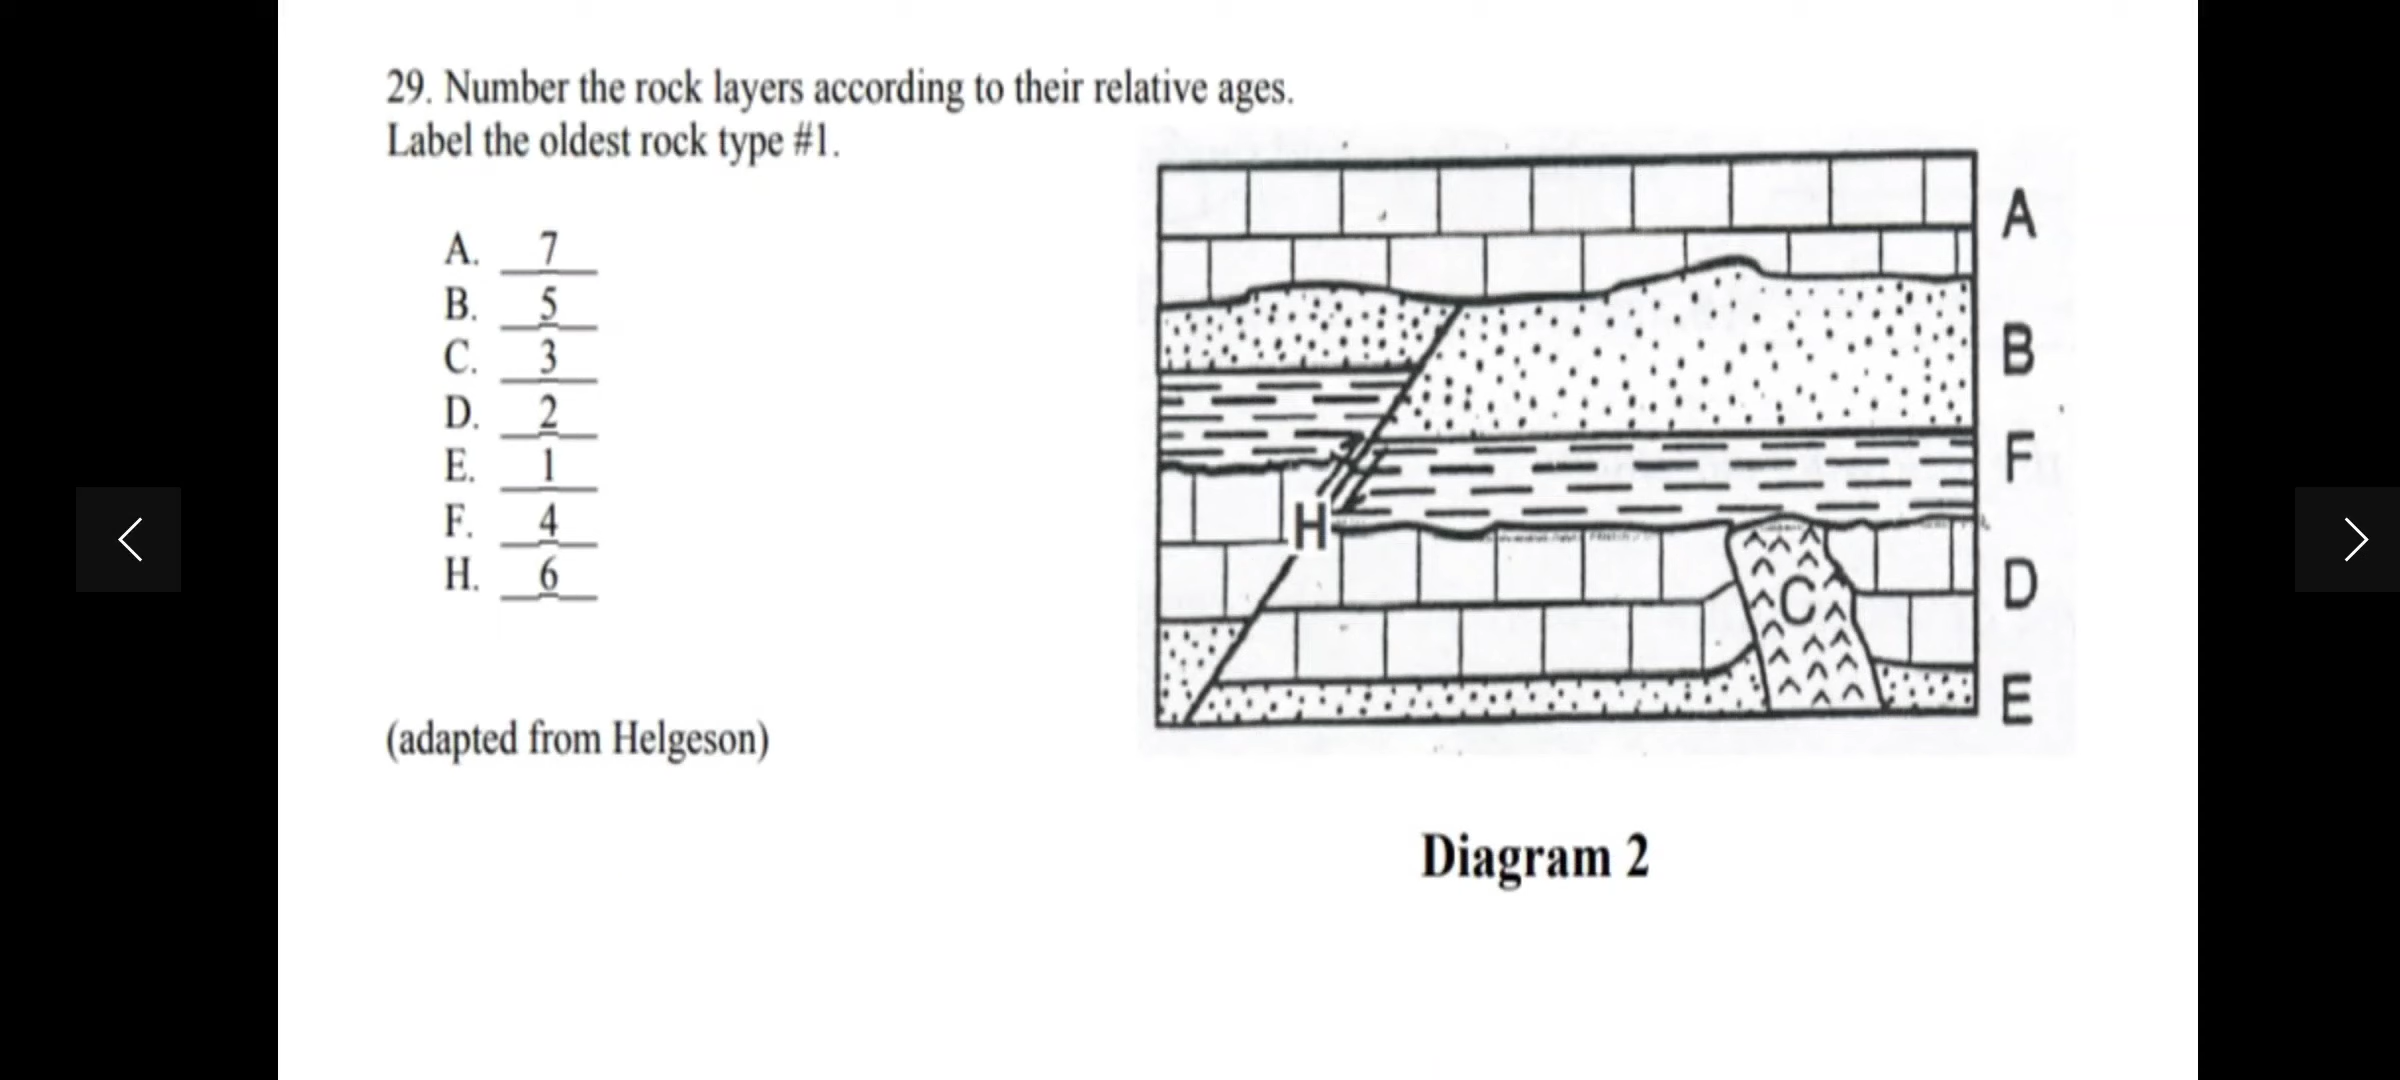 29. Number the rock layers according to their relative ages.
Label the oldest rock type #1.
A. 7
B. 5
C. 3
D. 2
E. 1
F. 4
H. 6
(adapted from Helgeson)
A
B
F
H
C
D
E
Diagram 2